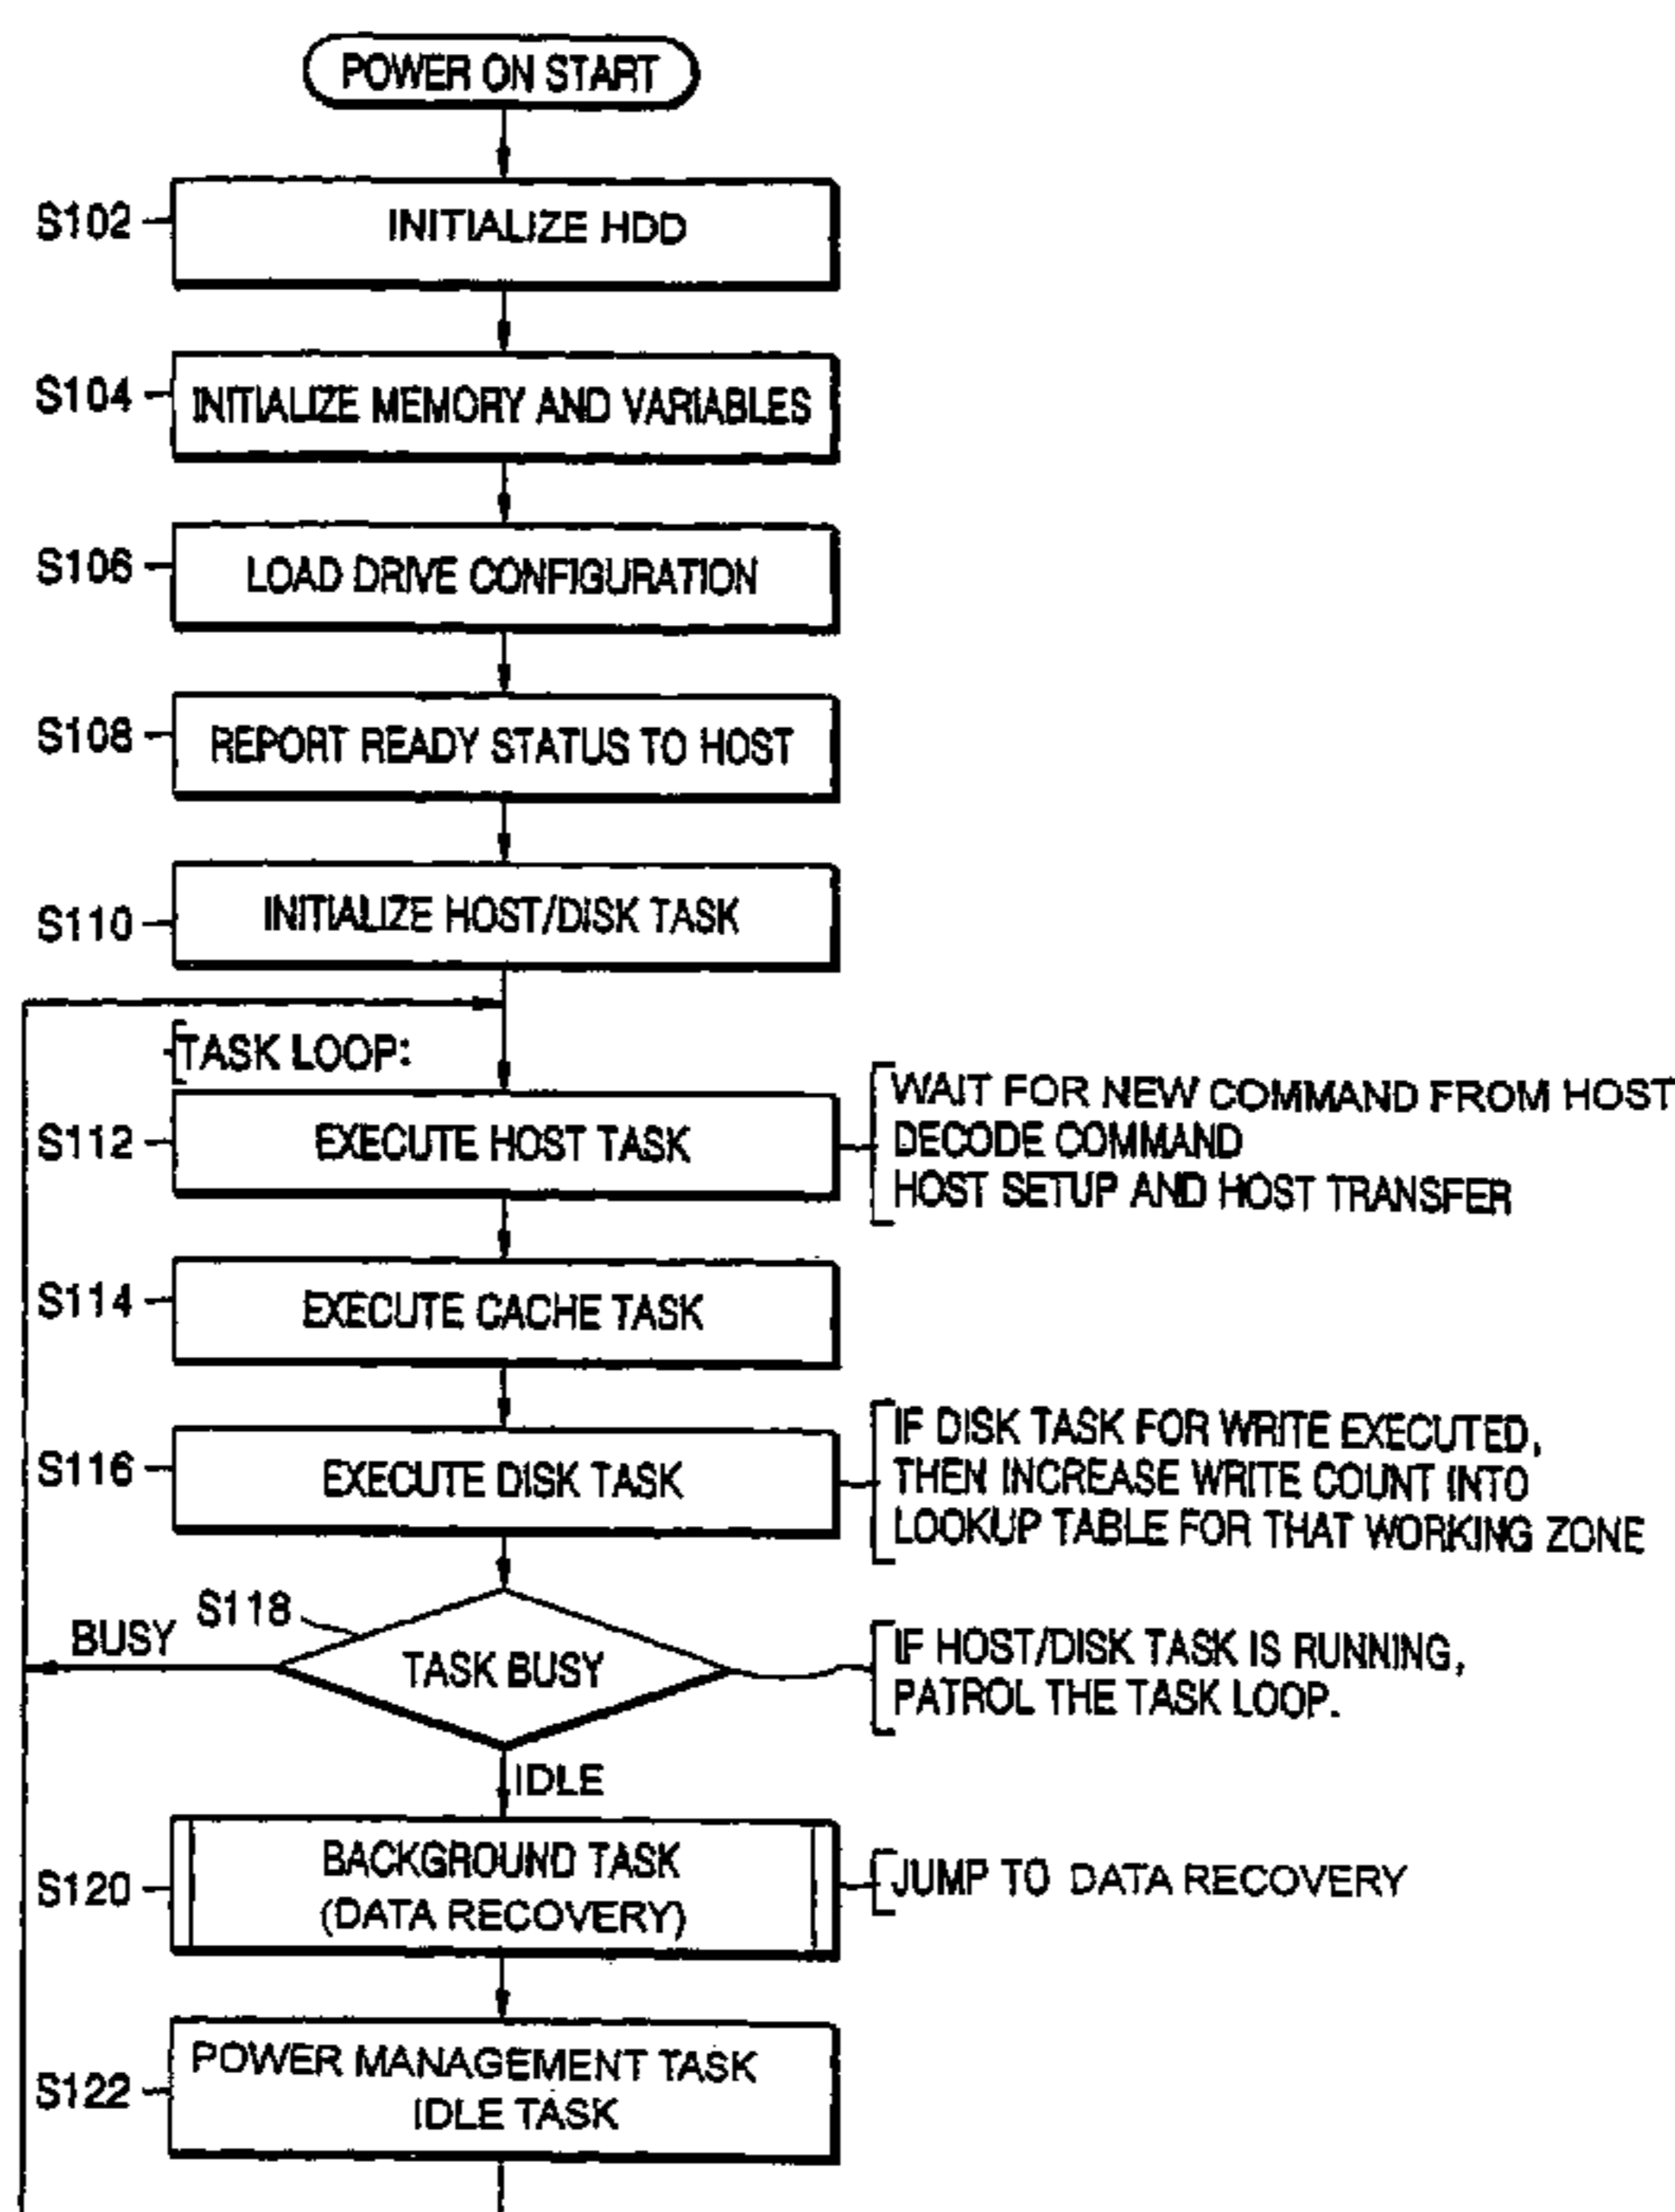 POWER ON START
S102
INITIALIZE HDD
S104
INITIALIZE MEMORY AND VARIABLES
S106
LOAD DRIVE CONFIGURATION
S108
REPORT READY STATUS TO HOST
S110
INITIALIZE HOST/DISK TASK
TASK LOOP:
S112
EXECUTE HOST TASK
WAIT FOR NEW COMMAND FROM HOST
DECODE COMMAND
HOST SETUP AND HOST TRANSFER
S114
EXECUTE CACHE TASK
S116
EXECUTE DISK TASK
IF DISK TASK FOR WRITE EXECUTED,
THEN INCREASE WRITE COUNT INTO
LOOKUP TABLE FOR THAT WORKING ZONE
BUSY
S118
TASK BUSY
IF HOST/DISK TASK IS RUNNING,
PATROL THE TASK LOOP.
IDLE
S120
BACKGROUND TASK
(DATA RECOVERY)
JUMP TO DATA RECOVERY
S122
POWER MANAGEMENT TASK
IDLE TASK